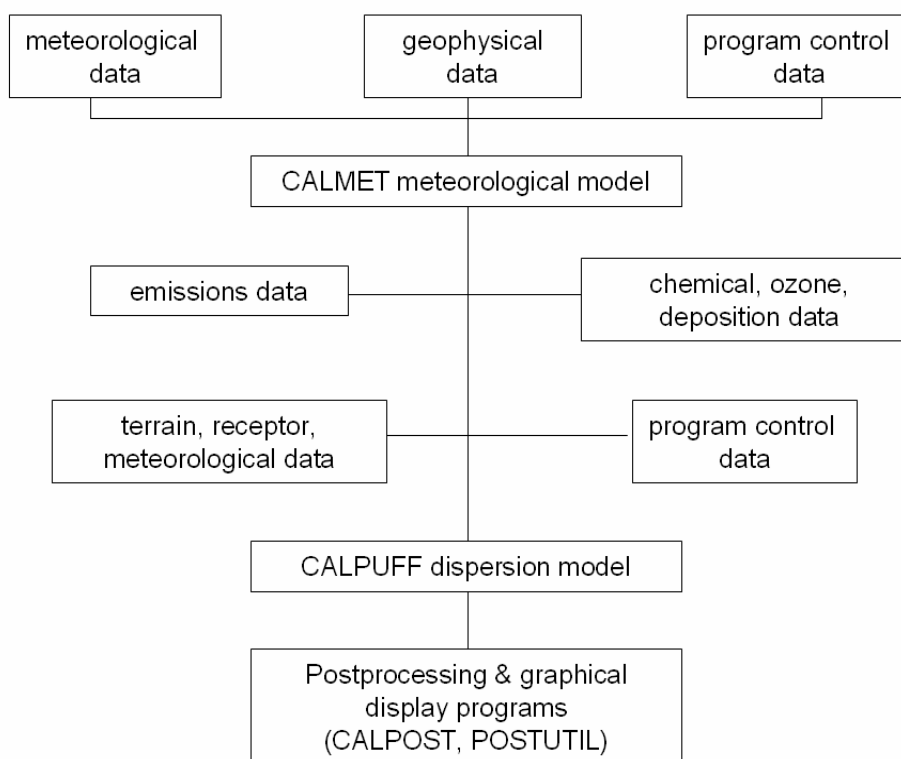 meteorological
data
geophysical
data
program control
data
CALMET meteorological model
emissions data
chemical, ozone,
deposition data
terrain, receptor,
meteorological data
program control
data
CALPUFF dispersion model
Postprocessing & graphical
display programs
(CALPOST, POSTUTIL)